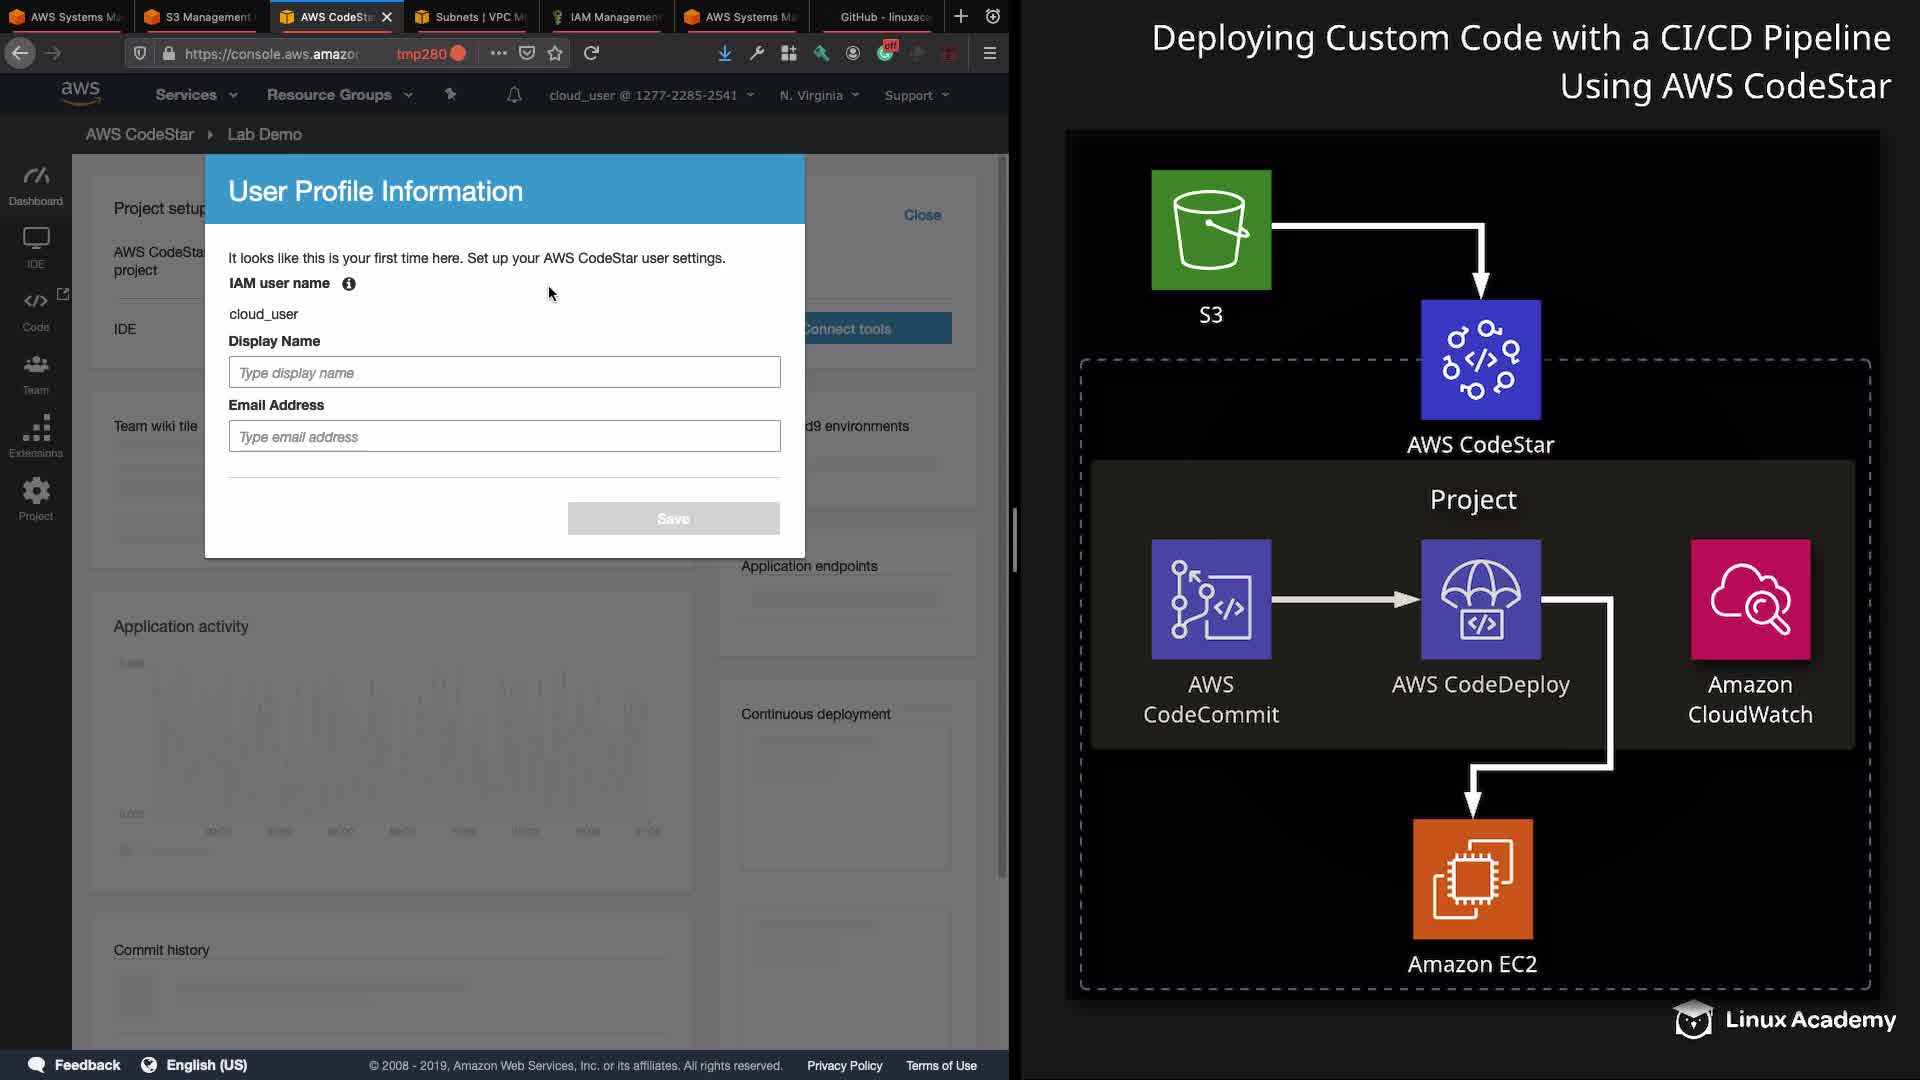 AWS Systems Ma
S3 Management
AWS CodeSta
Subnets | VPC M
IAM Managemen
AWS Systems Ma
GitHub - linuxac
https://console.aws.amazo
tmp280
off
aws
Services
Resource Groups
cloud_user @ 1277-2285-2541
N. Virginia
Support
AWS CodeStar
Lab Demo
Dashboard
IDE
Code
Team
Extensions
Project
Project setup
Close
AWS CodeSta
project
IDE
Connect tools
Team wiki tile
d9 environments
User Profile Information
It looks like this is your first time here. Set up your AWS CodeStar user settings.
IAM user name
cloud_user
Display Name
Type display name
Email Address
Type email address
Save
Application endpoints
Application activity
Continuous deployment
Commit history
Feedback
English (US)
© 2008 - 2019, Amazon Web Services, Inc. or its affiliates. All rights reserved.
Privacy Policy
Terms of Use
Deploying Custom Code with a CI/CD Pipeline
Using AWS CodeStar
S3
AWS CodeStar
Project
AWS
CodeCommit
AWS CodeDeploy
Amazon
CloudWatch
Amazon EC2
Linux Academy